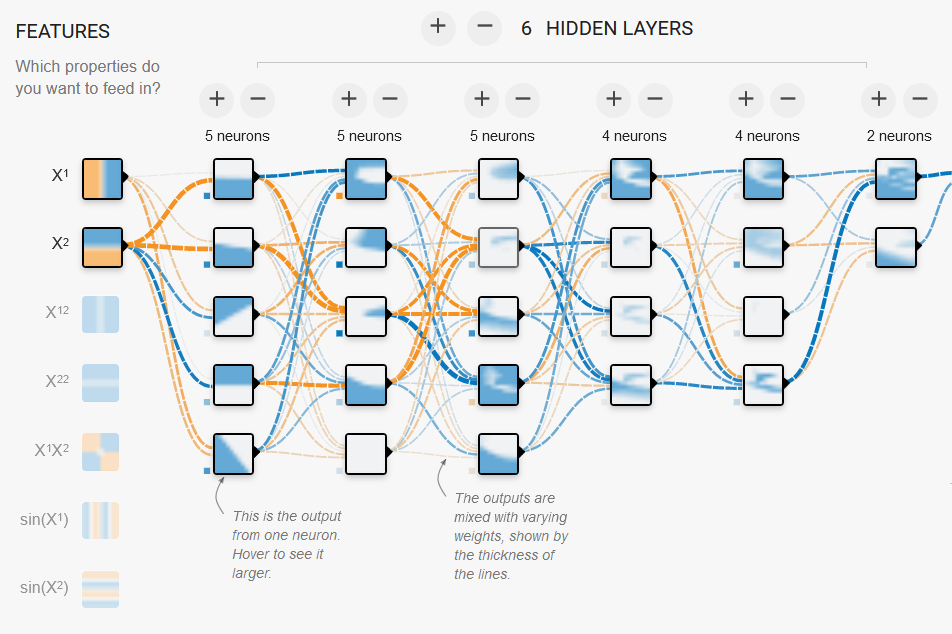 FEATURES
Which properties do
you want to feed in?
+ − 6 HIDDEN LAYERS
+ − + − + − + − + − + −
5 neurons 5 neurons 5 neurons 4 neurons 4 neurons 2 neurons
X1
X2
X12
X22
X1X2
sin(X1)
sin(X2)
This is the output
from one neuron.
Hover to see it
larger.
The outputs are
mixed with varying
weights, shown by
the thickness of
the lines.